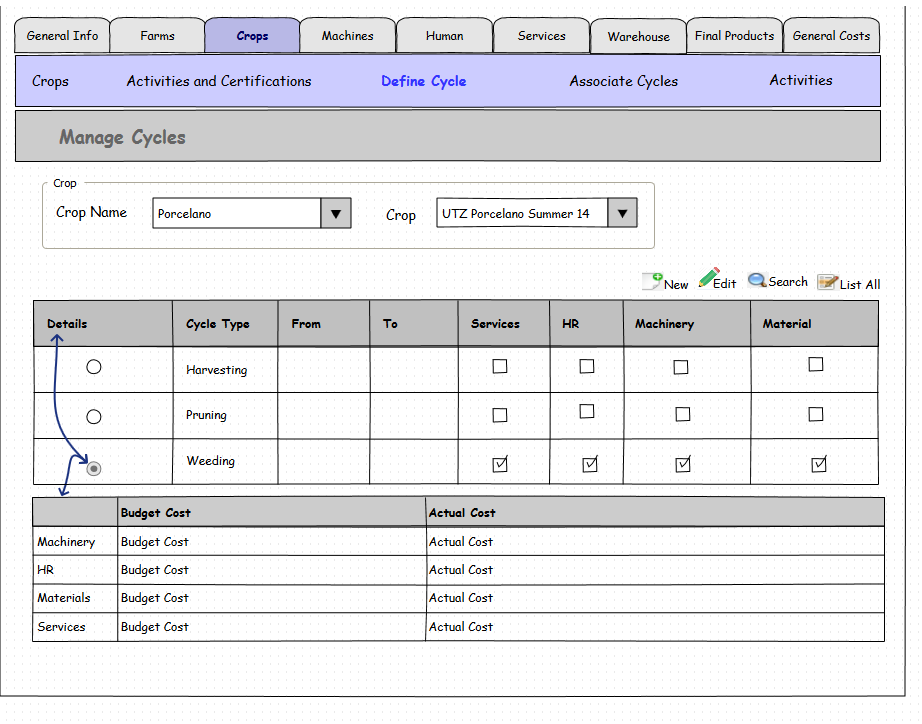 General Info Farms Crops Machines Human Services Warehouse Final Products General Costs
Crops Activities and Certifications Define Cycle Associate Cycles Activities
Manage Cycles
Crop
Crop Name Porcelano Crop UTZ Porcelano Summer 14
New Edit Search List All
Details Cycle Type From To Services HR Machinery Material
Harvesting
Pruning
Weeding
Budget Cost Actual Cost
Machinery Budget Cost Actual Cost
HR Budget Cost Actual Cost
Materials Budget Cost Actual Cost
Services Budget Cost Actual Cost